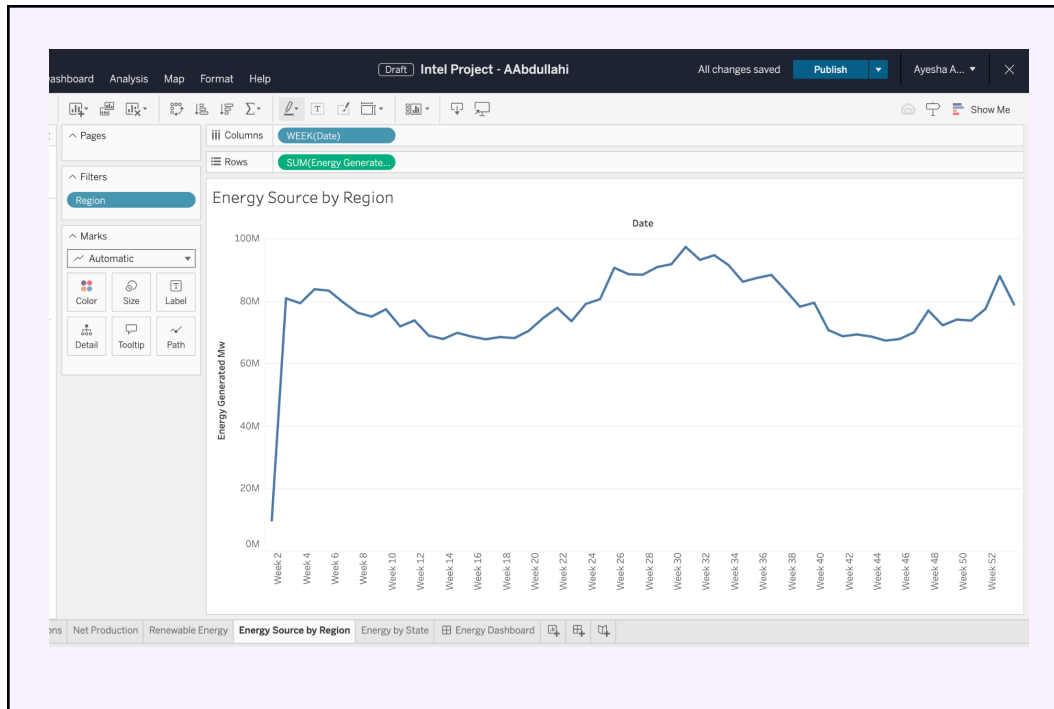 Draft Intel Project - AAbdullahi
All changes saved
Publish
Ayesha A...
Analysis Map Format Help
Show Me
Pages
Columns
WEEK(Date)
Rows
SUM(Energy Generate...
Filters
Region
Marks
Automatic
Color Size Label
Detail Tooltip Path
Energy Source by Region
Date
Energy Generated Mw
100M
80M
60M
40M
20M
0M
Week 2
Week 4
Week 6
Week 8
Week 10
Week 12
Week 14
Week 16
Week 18
Week 20
Week 22
Week 24
Week 26
Week 28
Week 30
Week 32
Week 34
Week 36
Week 38
Week 40
Week 42
Week 44
Week 46
Week 48
Week 50
Week 52
Net Production Renewable Energy Energy Source by Region Energy by State Energy Dashboard